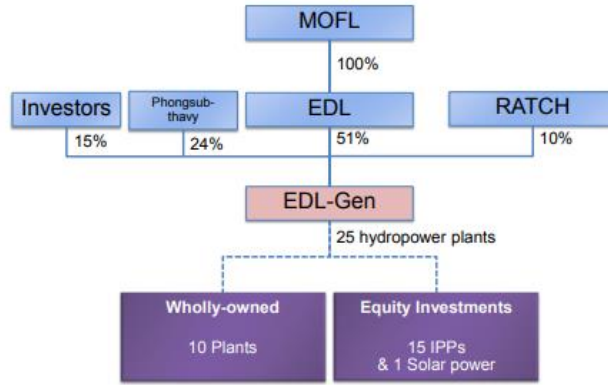 MOFL
100%
Investors
Phongsub-
thavy
EDL
RATCH
15%
24%
51%
10%
EDL-Gen
25 hydropower plants
Wholly-owned
10 Plants
Equity Investments
15 IPPs
& 1 Solar power